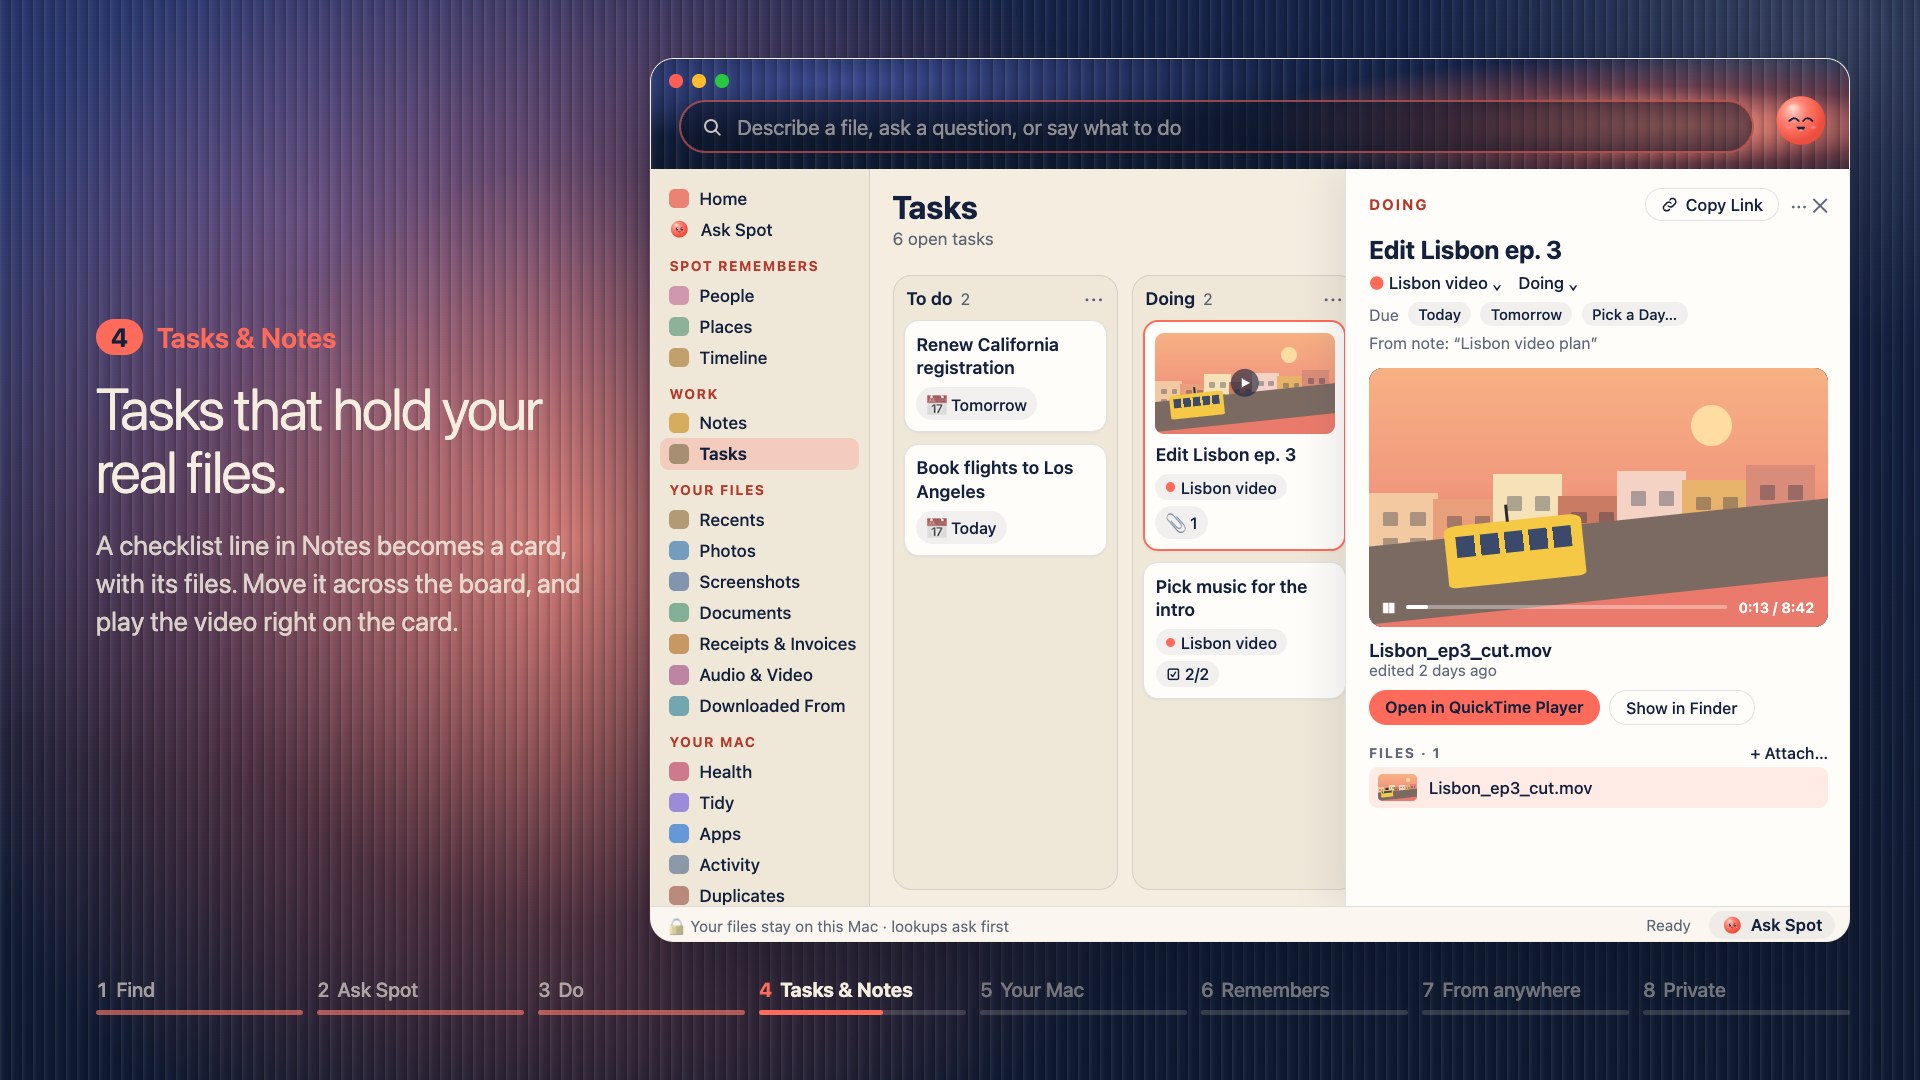 4 Tasks & Notes
Tasks that hold your
real files.
A checklist line in Notes becomes a card,
with its files. Move it across the board, and
play the video right on the card.
Describe a file, ask a question, or say what to do
Home
Ask Spot
SPOT REMEMBERS
People
Places
Timeline
WORK
Notes
Tasks
YOUR FILES
Recents
Photos
Screenshots
Documents
Receipts & Invoices
Audio & Video
Downloaded From
YOUR MAC
Health
Tidy
Apps
Activity
Duplicates
Tasks
6 open tasks
To do 2
Renew California
registration
17 Tomorrow
Book flights to Los
Angeles
17 Today
Doing 2
Edit Lisbon ep. 3
Lisbon video
1
Pick music for the
intro
Lisbon video
2/2
DOING
Copy Link
Edit Lisbon ep. 3
Lisbon video Doing
Due Today Tomorrow Pick a Day...
From note: “Lisbon video plan”
0:13 / 8:42
Lisbon_ep3_cut.mov
edited 2 days ago
Open in QuickTime Player Show in Finder
FILES · 1 + Attach...
Lisbon_ep3_cut.mov
Your files stay on this Mac · lookups ask first
Ready Ask Spot
1 Find
2 Ask Spot
3 Do
4 Tasks & Notes
5 Your Mac
6 Remembers
7 From anywhere
8 Private